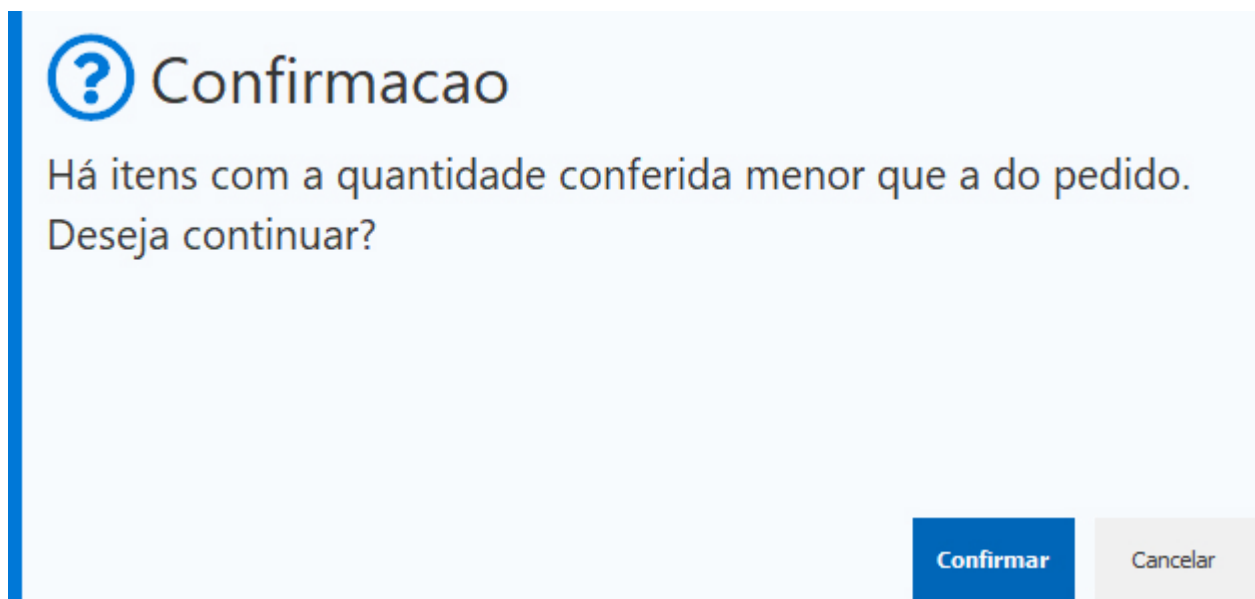 Confirmacao
Há itens com a quantidade conferida menor que a do pedido.
Deseja continuar?
Confirmar
Cancelar